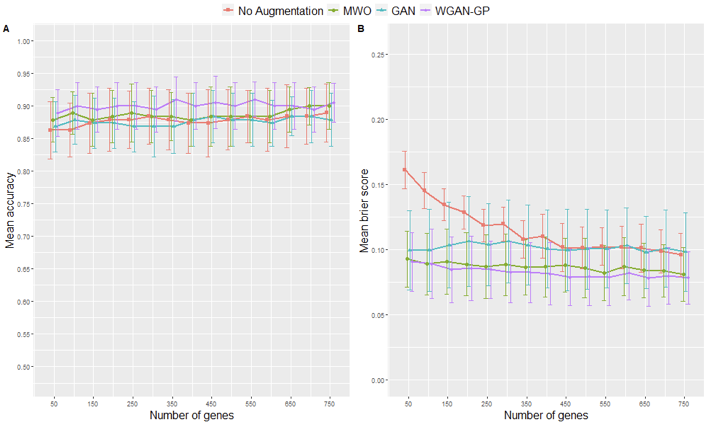 No Augmentation MWO GAN WGAN-GP
A
B
1.00
0.95
0.90
0.85
0.80
0.75
0.70
0.65
0.60
0.55
0.50
Mean accuracy
50 150 250 350 450 550 650 750
Number of genes
0.25
0.20
0.15
0.10
0.05
0.00
Mean brier score
50 150 250 350 450 550 650 750
Number of genes